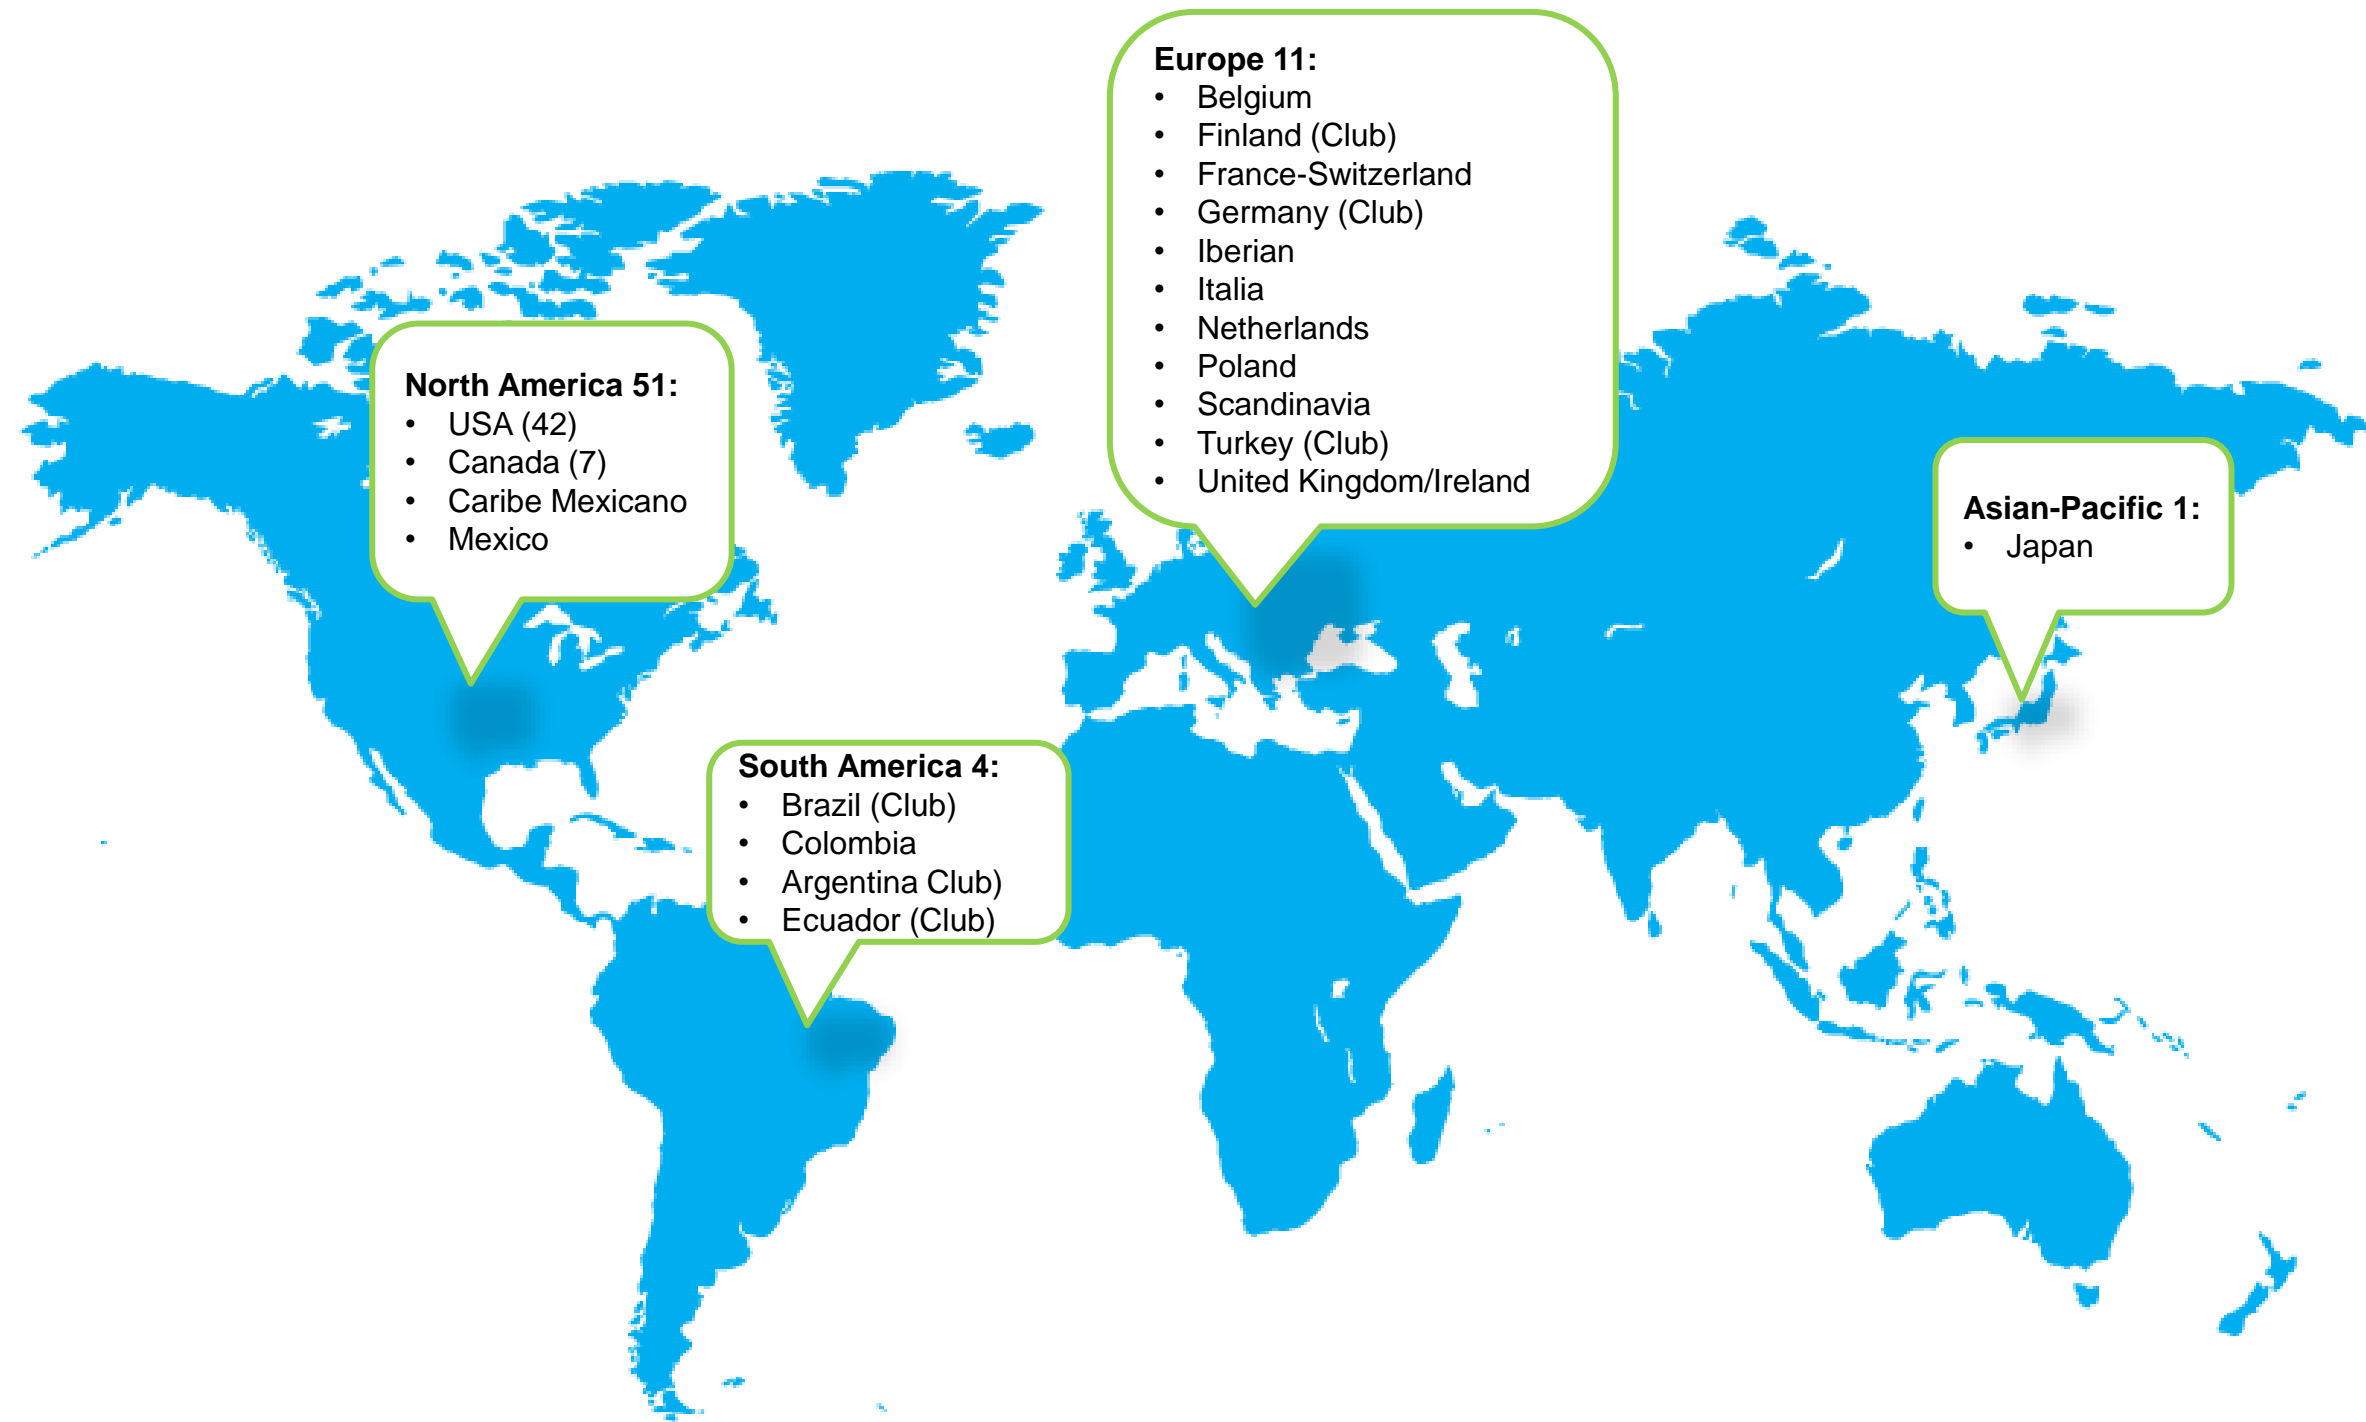 Europe 11:
• Belgium
• Finland (Club)
• France-Switzerland
• Germany (Club)
• Iberian
• Italia
• Netherlands
• Poland
• Scandinavia
• Turkey (Club)
• United Kingdom/Ireland
North America 51:
• USA (42)
• Canada (7)
• Caribe Mexicano
• Mexico
Asian-Pacific 1:
• Japan
South America 4:
• Brazil (Club)
• Colombia
• Argentina Club)
• Ecuador (Club)